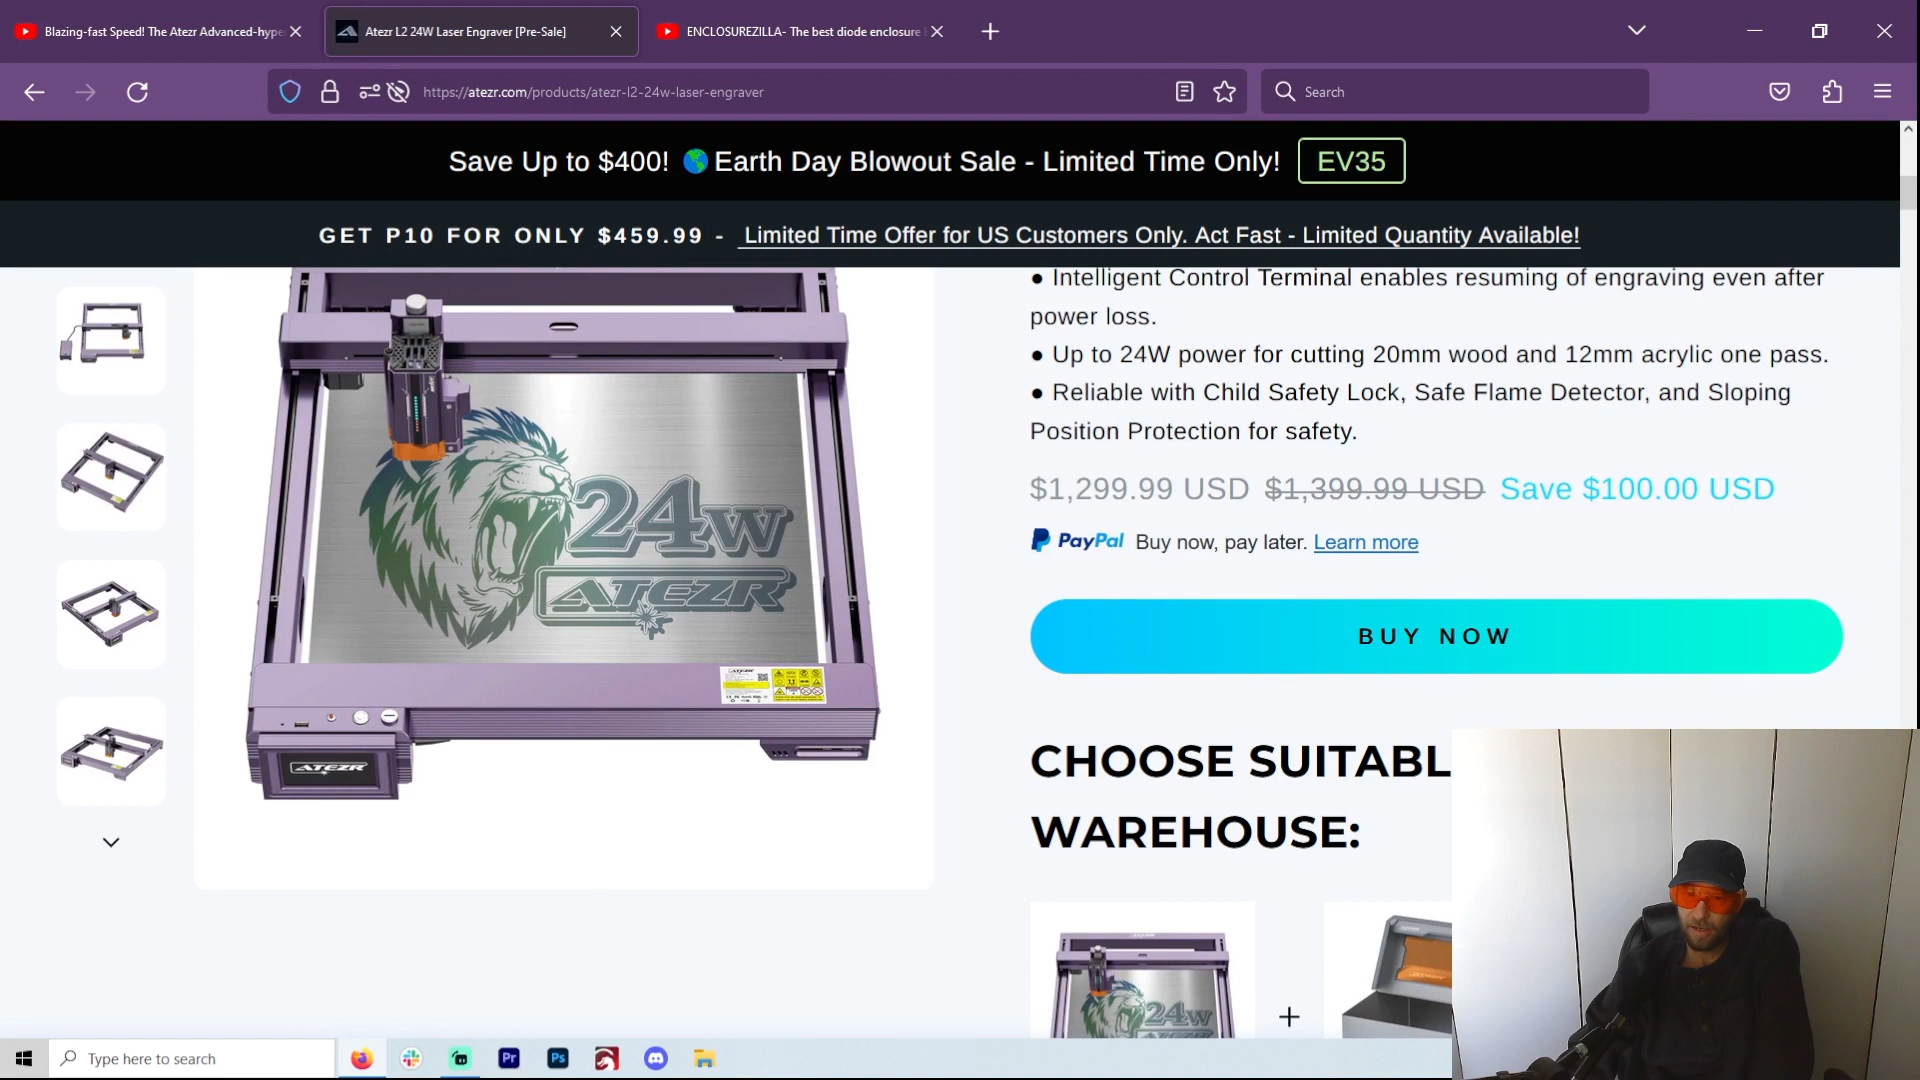 Blazing-fast Speed! The Atezr Advanced-hype
Atezr L2 24W Laser Engraver [Pre-Sale]
ENCLOSUREZILLA- The best diode enclosure
https://atezr.com/products/atezr-l2-24w-laser-engraver
Search
Save Up to $400! Earth Day Blowout Sale - Limited Time Only! EV35
GET P10 FOR ONLY $459.99 - Limited Time Offer for US Customers Only. Act Fast - Limited Quantity Available!
● Intelligent Control Terminal enables resuming of engraving even after
power loss.
● Up to 24W power for cutting 20mm wood and 12mm acrylic one pass.
● Reliable with Child Safety Lock, Safe Flame Detector, and Sloping
Position Protection for safety.
$1,299.99 USD $1,399.99 USD Save $100.00 USD
PayPal Buy now, pay later. Learn more
BUY NOW
CHOOSE SUITABL
WAREHOUSE:
24W
ATEZR
ATEZR
24W
+
Type here to search
Pr
Ps